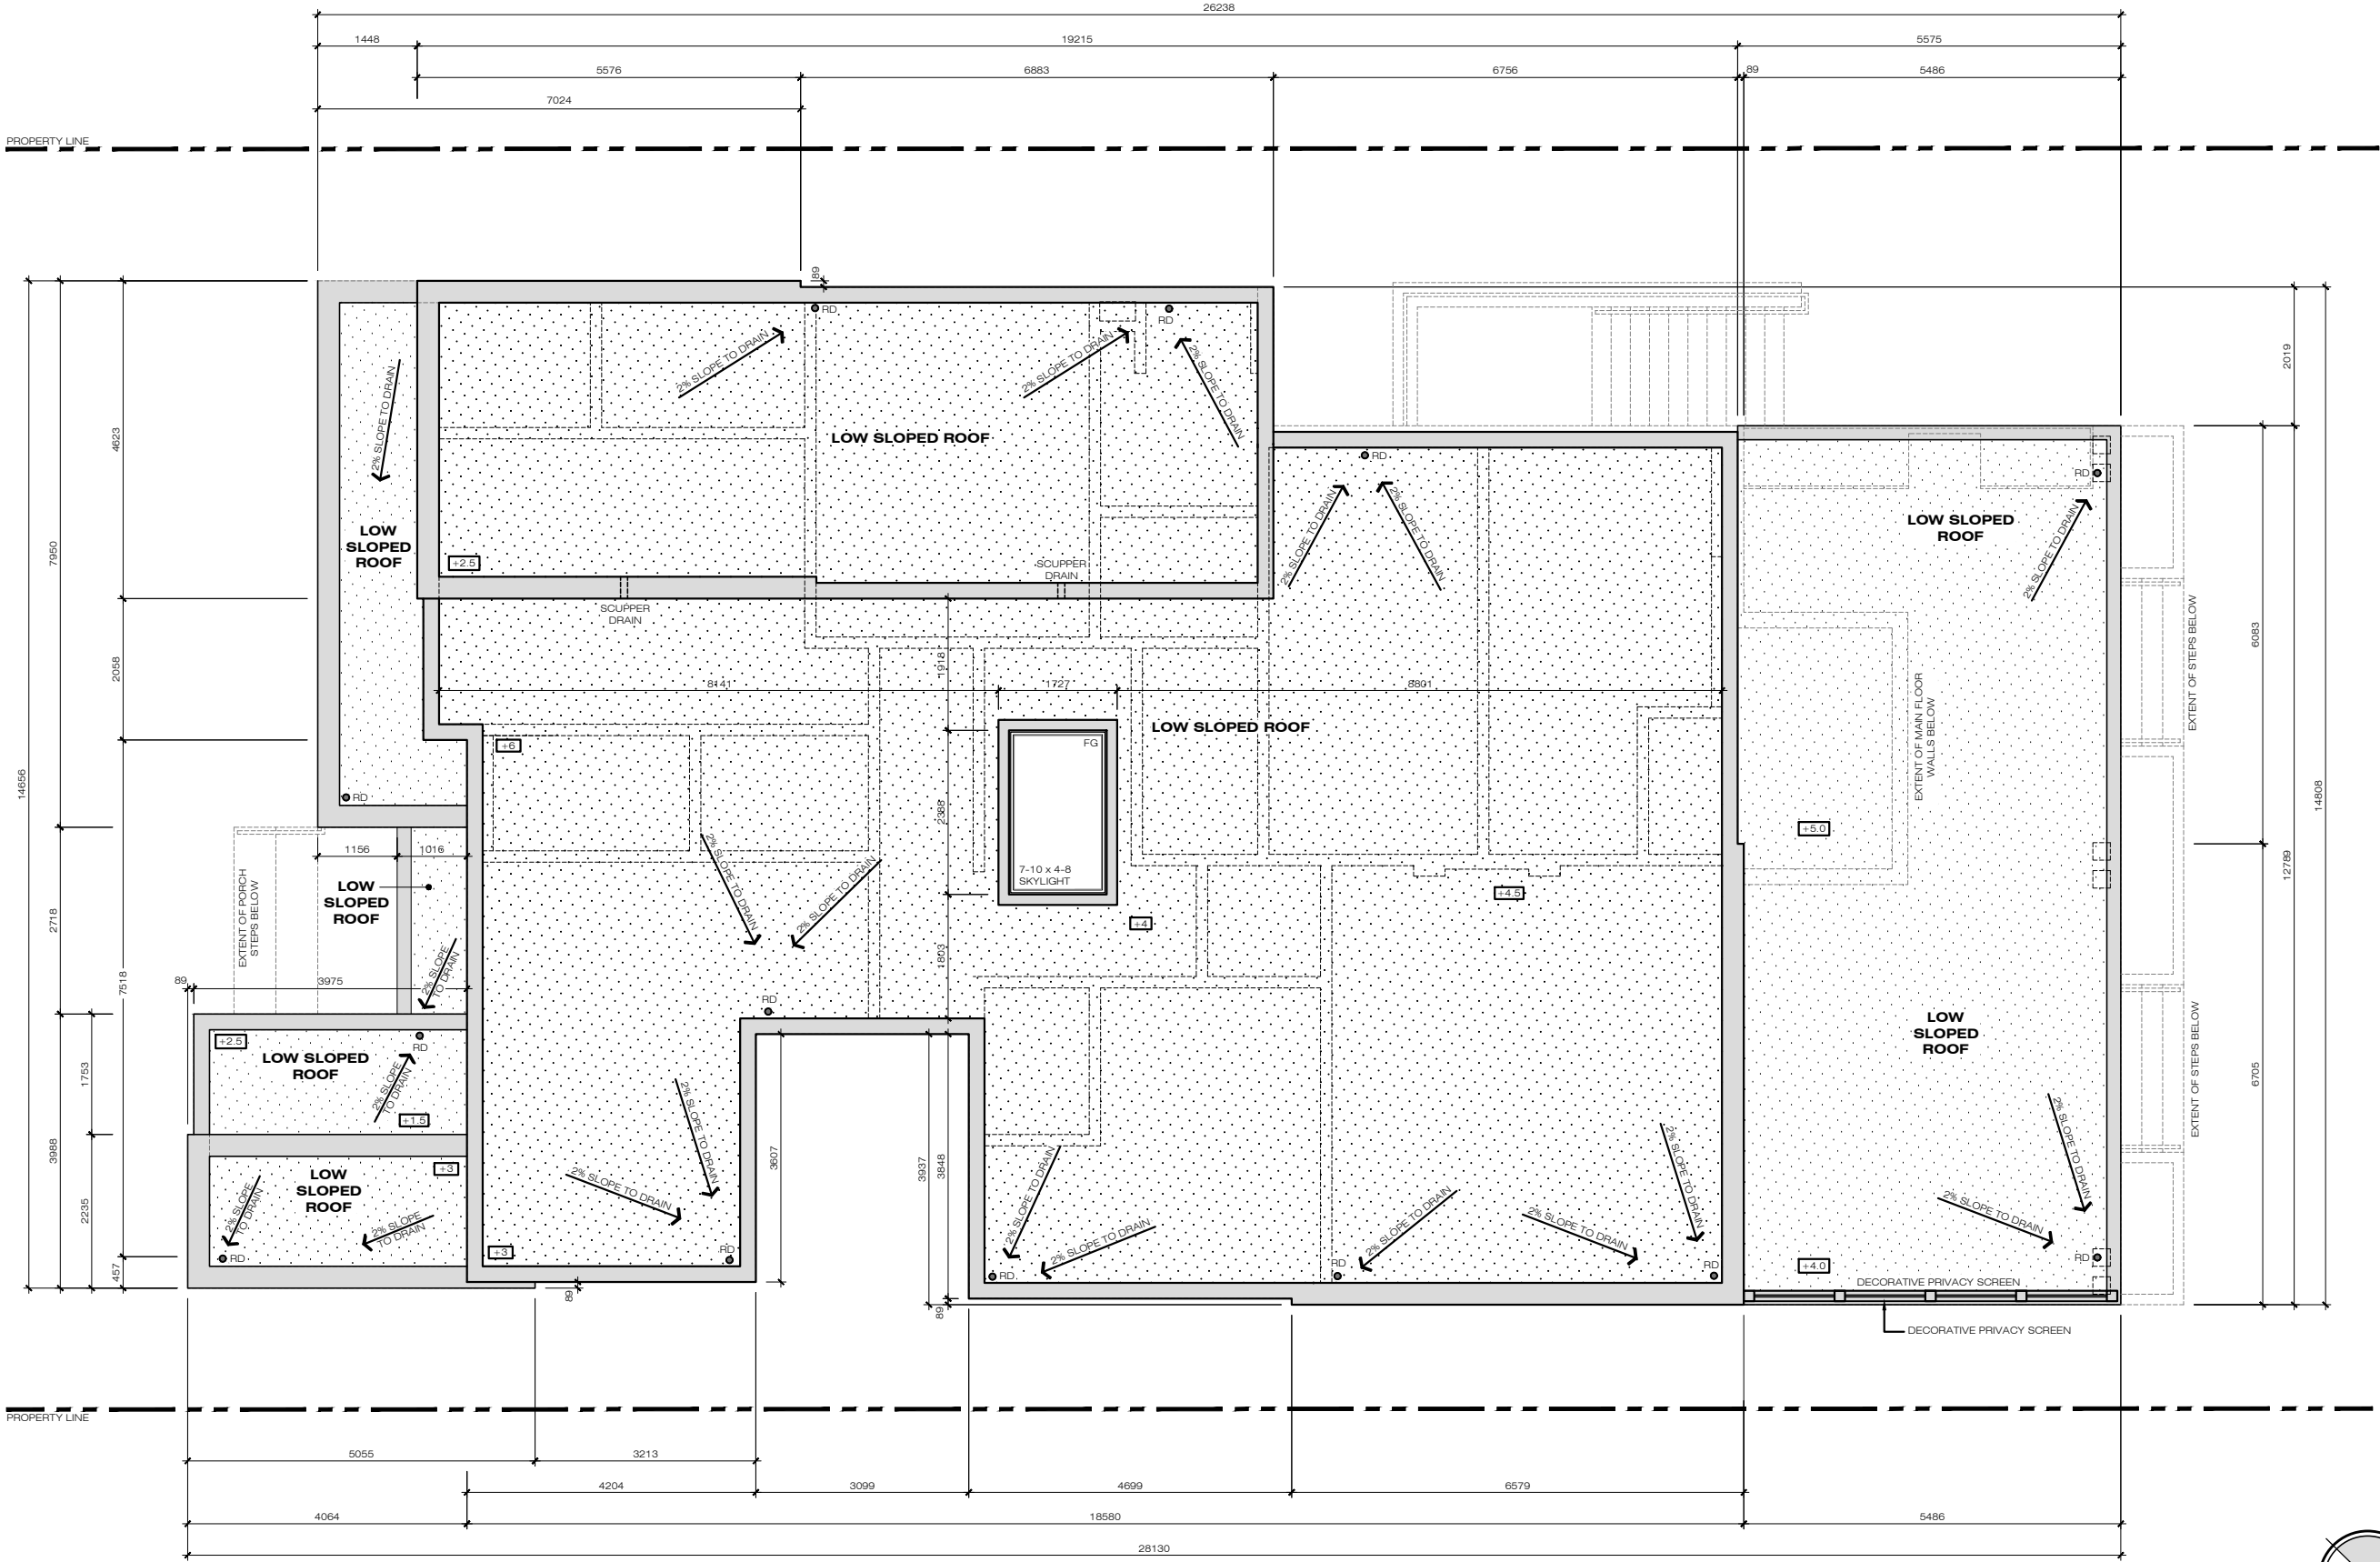 26238
1448
19215
5575
5576
6883
6756
89
5486
7024
PROPERTY LINE
89
RD
RD
2% SLOPE TO DRAIN
2% SLOPE TO DRAIN
2% SLOPE TO DRAIN
2% SLOPE TO DRAIN
2019
4623
LOW SLOPED ROOF
RD
RD
2% SLOPE TO DRAIN
2% SLOPE TO DRAIN
2% SLOPE TO DRAIN
LOW
SLOPED
ROOF
LOW SLOPED
ROOF
7950
+2.5
SCUPPER
DRAIN
SCUPPER
DRAIN
2058
1918
6083
EXTENT OF STEPS BELOW
8141
1727
8801
LOW SLOPED ROOF
EXTENT OF MAIN FLOOR
WALLS BELOW
+6
FG
14656
RD
2388
14808
+5.0
1156
1016
2% SLOPE TO DRAIN
2% SLOPE TO DRAIN
7-10 x 4-8
SKYLIGHT
12789
LOW
SLOPED
ROOF
EXTENT OF PORCH
STEPS BELOW
+4.5
+4
2718
2% SLOPE
TO DRAIN
1803
7518
89
3975
RD
LOW
SLOPED
ROOF
EXTENT OF STEPS BELOW
+2.5
RD
LOW SLOPED
ROOF
1753
2% SLOPE
TO DRAIN
+1.5
6705
3988
2% SLOPE TO DRAIN
3607
3937
3848
2% SLOPE TO DRAIN
2% SLOPE TO DRAIN
+3
LOW
SLOPED
ROOF
2235
2% SLOPE
TO DRAIN
2% SLOPE
TO DRAIN
2% SLOPE TO DRAIN
2% SLOPE TO DRAIN
2% SLOPE TO DRAIN
2% SLOPE TO DRAIN
2% SLOPE TO DRAIN
2% SLOPE TO DRAIN
RD
+3
RD
RD
RD
RD
+4.0
RD
457
89
89
DECORATIVE PRIVACY SCREEN
DECORATIVE PRIVACY SCREEN
PROPERTY LINE
5055
3213
4204
3099
4699
6579
4064
18580
5486
28130